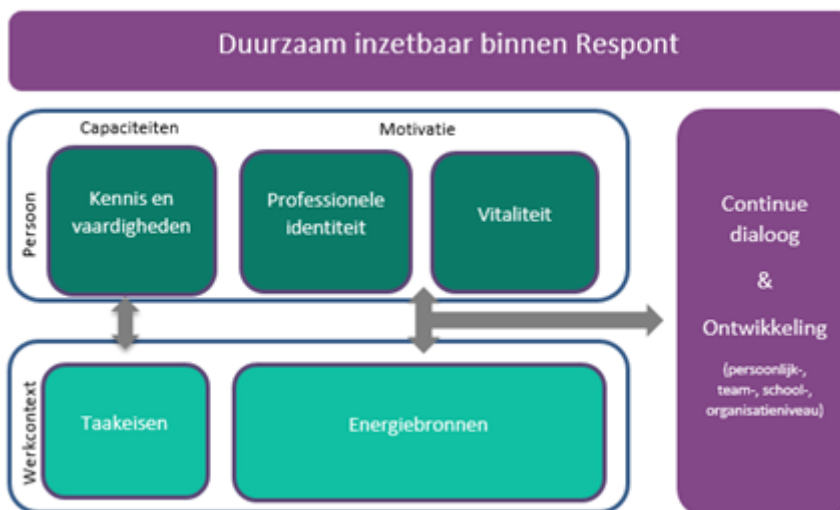 Duurzaam inzetbaar binnen Respont
Capaciteiten
Motivatie
Persoon
Kennis en
vaardigheden
Professionele
identiteit
Vitaliteit
Werkcontext
Taakeisen
Energiebronnen
Continue
dialoog
&
Ontwikkeling
(persoonlijk-,
team-, school-,
organisatieniveau)